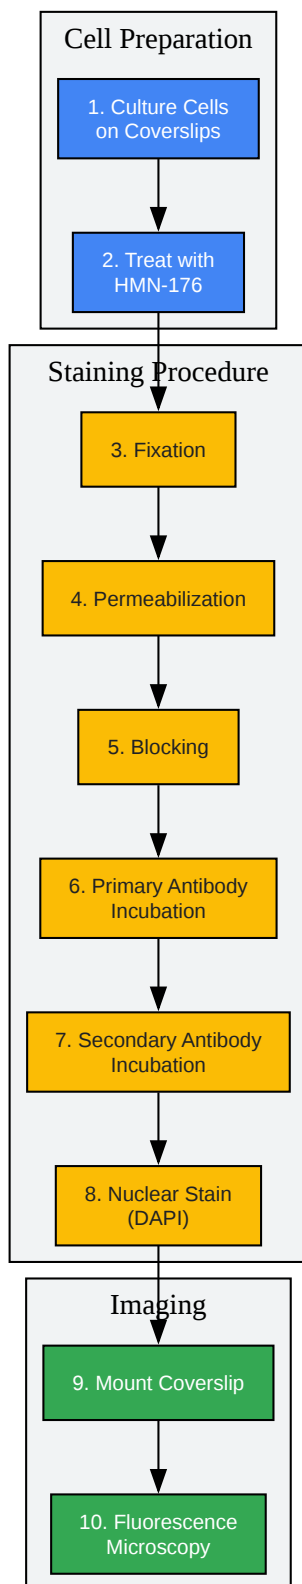 Cell Preparation
1. Culture Cells
on Coverslips
2. Treat with
HMN-176
Staining Procedure
3. Fixation
4. Permeabilization
5. Blocking
6. Primary Antibody
Incubation
7. Secondary Antibody
Incubation
8. Nuclear Stain
(DAPI)
Imaging
9. Mount Coverslip
10. Fluorescence
Microscopy